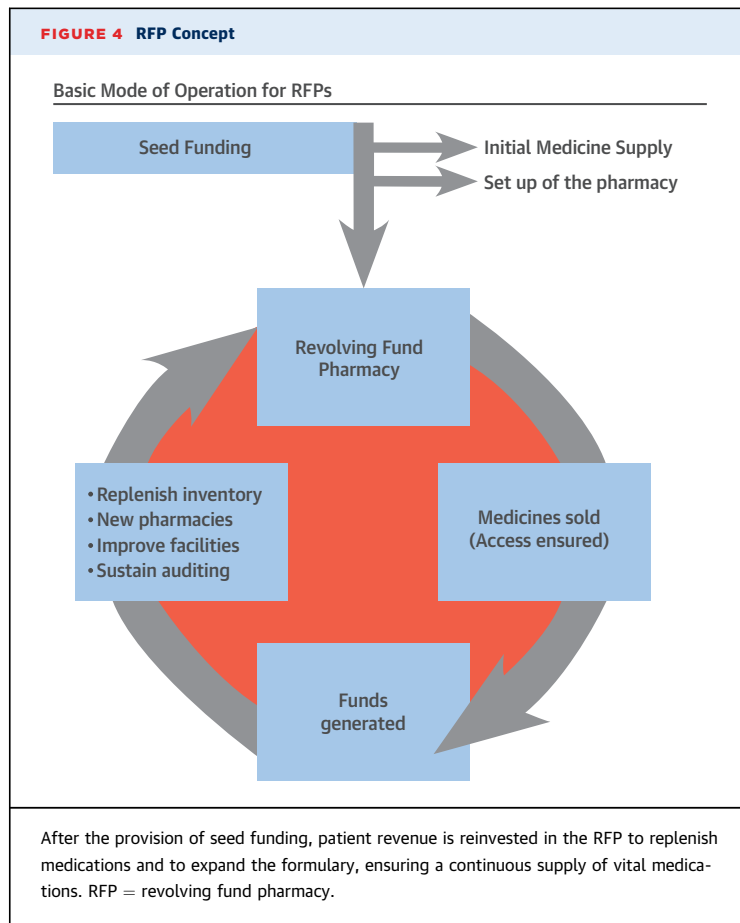 FIGURE 4 RFP Concept
Basic Mode of Operation for RFPs
Seed Funding
Initial Medicine Supply
Set up of the pharmacy
Revolving Fund
Pharmacy
• Replenish inventory
• New pharmacies
• Improve facilities
• Sustain auditing
Medicines sold
(Access ensured)
Funds
generated
After the provision of seed funding, patient revenue is reinvested in the RFP to replenish
medications and to expand the formulary, ensuring a continuous supply of vital medica-
tions. RFP = revolving fund pharmacy.